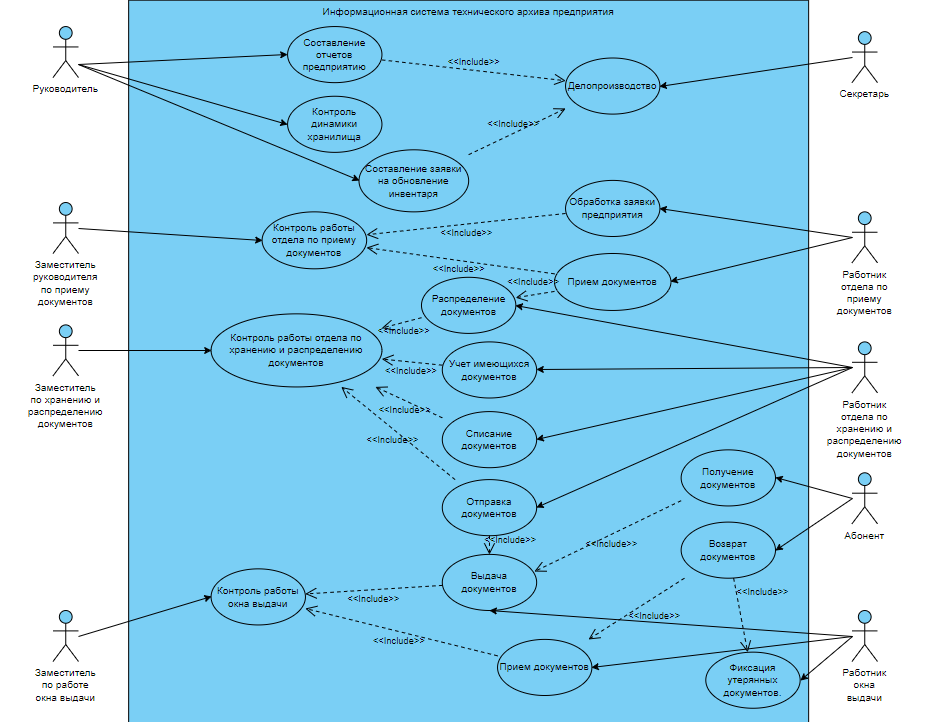 Информационная система технического архива предприятия
Руководитель
Составление
отчетов
предприятию
<<Include>>
Делопроизводство
Секретарь
Контроль
динамики
хранилища
<<Include>>
Составление заявки
на обновление
инвентаря
Обработка заявки
предприятия
Заместитель
руководителя
по приему
документов
Контроль работы
отдела по приему
документов
<<Include>>
<<Include>>
<<Include>>
Прием документов
Работник
отдела по
приему
документов
Распределение
документов
<<Include>>
Заместитель
по хранению и
распределению
документов
Контроль работы отдела по
хранению и распределению
документов
<<Include>>
Учет имеющихся
документов
Работник
отдела по
хранению и
распределению
документов
<<Include>>
<<Include>>
Списание
документов
Получение
документов
Отправка
документов
Абонент
<<Include>>
<<Include>>
Возврат
документов
Выдача
документов
Контроль работы
окна выдачи
<<Include>>
<<Include>>
<<Include>>
<<Include>>
Заместитель
по работе
окна выдачи
Прием документов
Фиксация
утерянных
документов.
Работник
окна
выдачи